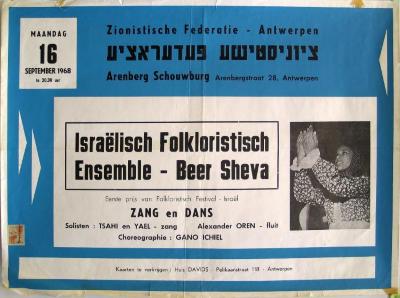 MAANDAG
16
SEPTEMBER 1968
te 20.30 uur
Zionistische Federatie - Antwerpen
ציוניסטישע פעדעראציע
Arenberg Schouwburg Arenbergstraat 28, Antwerpen
Israëlisch Folkloristisch
Ensemble - Beer Sheva
Eerste prijs van Folkloristisch Festival - Israël
ZANG en DANS
Solisten : TSAHI en YAEL - zang Alexander OREN - fluit
Choreographie : GANO ICHIEL
Kaarten te verkrijgen / Huis DAVIDS - Pelikaanstraat 118 - Antwerpen